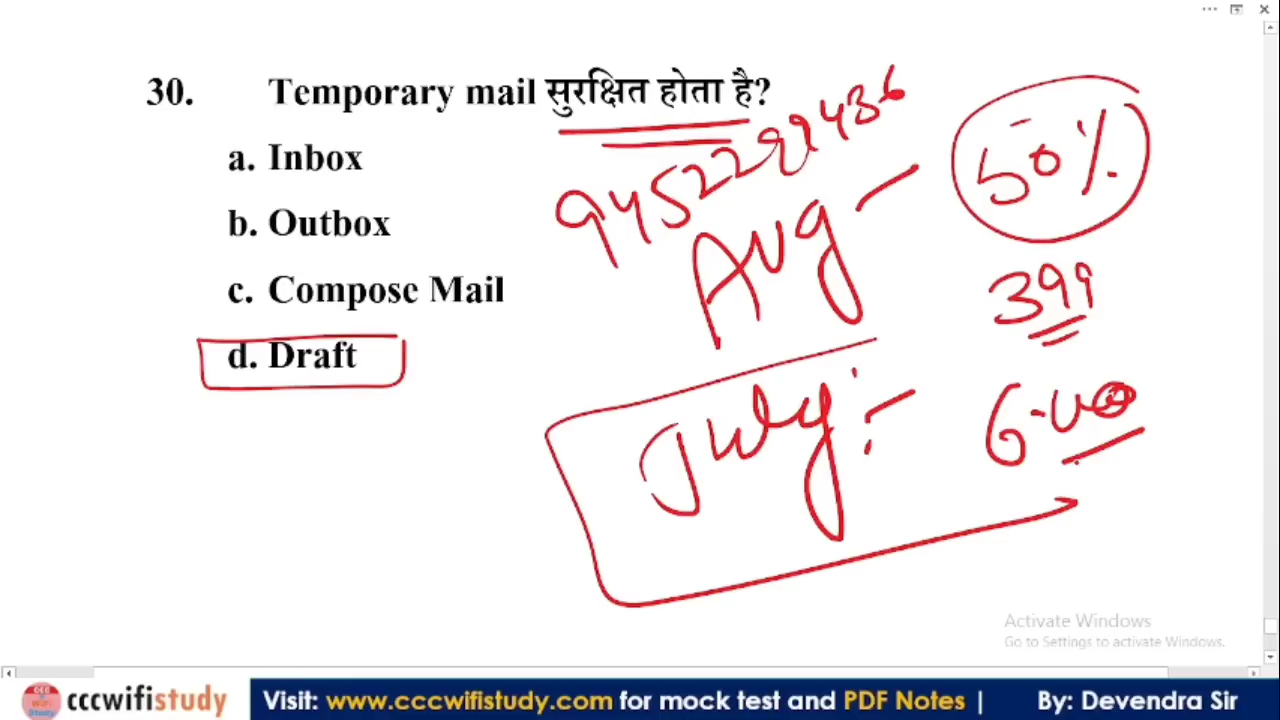 30. Temporary mail सुरक्षित होता है?
a. Inbox
b. Outbox
c. Compose Mail
d. Draft
Aug - 50%
399
July :-
Activate Windows
Go to Settings to activate Windows.
cccwifistudy Visit: www.cccwifistudy.com for mock test and PDF Notes | By: Devendra Sir